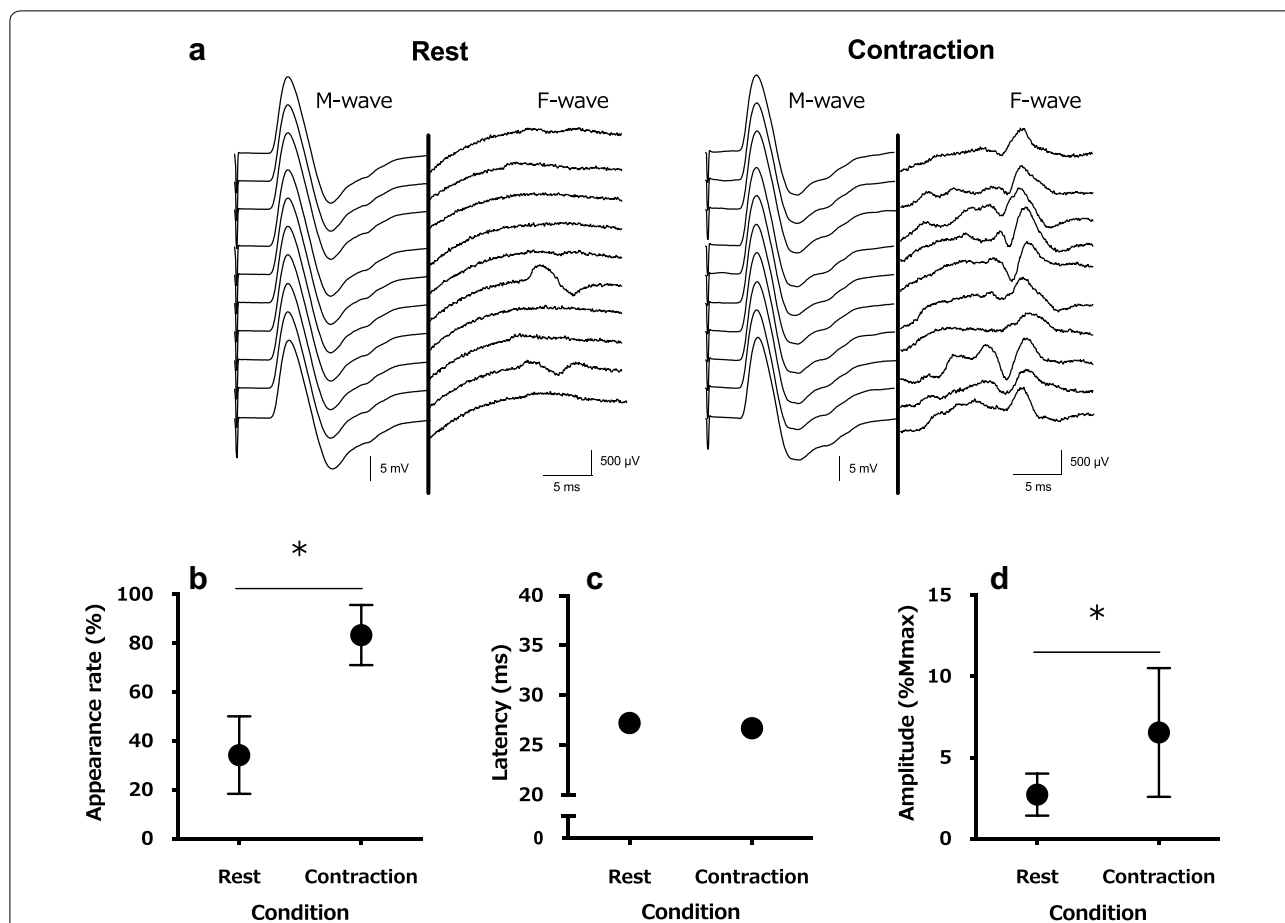 a
Rest
Contraction
M-wave
F-wave
M-wave
F-wave
5 mV
500 μV
5 ms
5 mV
500 μV
5 ms
b
*
Appearance rate (%)
100
80
60
40
20
0
Rest
Contraction
Condition
c
Latency (ms)
40
35
30
25
20
0
Rest
Contraction
Condition
d
*
Amplitude (%Mmax)
15
10
5
0
Rest
Contraction
Condition